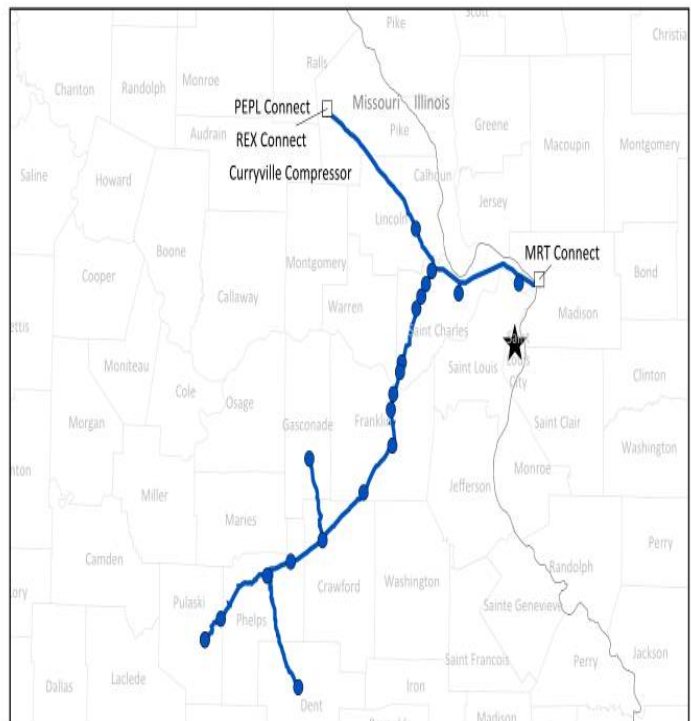 Scott
Pike
Christia
Monroe
Ralls
Chariton
Randolph
PEPL Connect
Missouri
Illinois
Audrain
REX Connect
Pike
Greene
Macoupin
Montgomery
Saline
Howard
Curryville Compressor
Calhoun
Jersey
Lincoln
Boone
MRT Connect
Montgomery
Bond
Cooper
Callaway
Warren
Madison
ettis
Saint Charles
Moniteau
Saint Louis
City
Clinton
Cole
Osage
Morgan
Gasconade
Franklin
Saint Clair
Washington
nton
Monroe
Miller
Jefferson
Maries
Perry
Camden
Crawford
Washington
Randolph
ory
Pulaski
Phelps
Sainte Genevieve
Saint Francois
Perry
Jackson
Dallas
Laclede
Dent
Iron
Madison